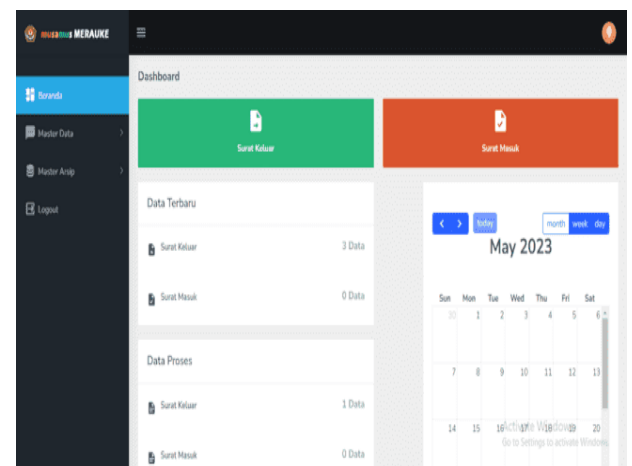 musamus MERAUKE
Beranda
Master Data
Master Arsip
Logout
Dashboard
Surat Keluar
Surat Masuk
Data Terbaru
Surat Keluar 3 Data
Surat Masuk 0 Data
Data Proses
Surat Keluar 1 Data
Surat Masuk 0 Data
today
month week day
May 2023
Sun Mon Tue Wed Thu Fri Sat
30 1 2 3 4 5 6
7 8 9 10 11 12 13
14 15 16 17 18 19 20
Activate Windows
Go to Settings to activate Windows.